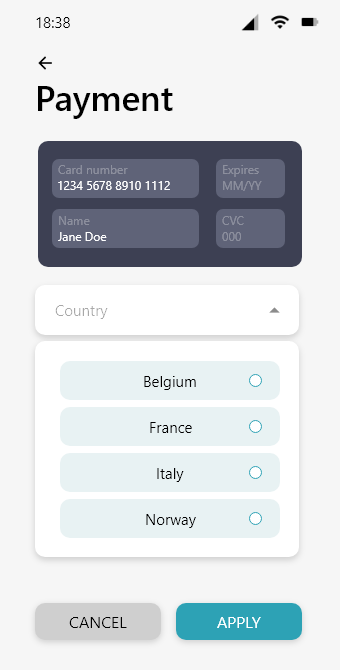 18:38
Payment
Card number
1234 5678 8910 1112
Expires
MM/YY
Name
Jane Doe
CVC
000
Country
Belgium
France
Italy
Norway
CANCEL
APPLY